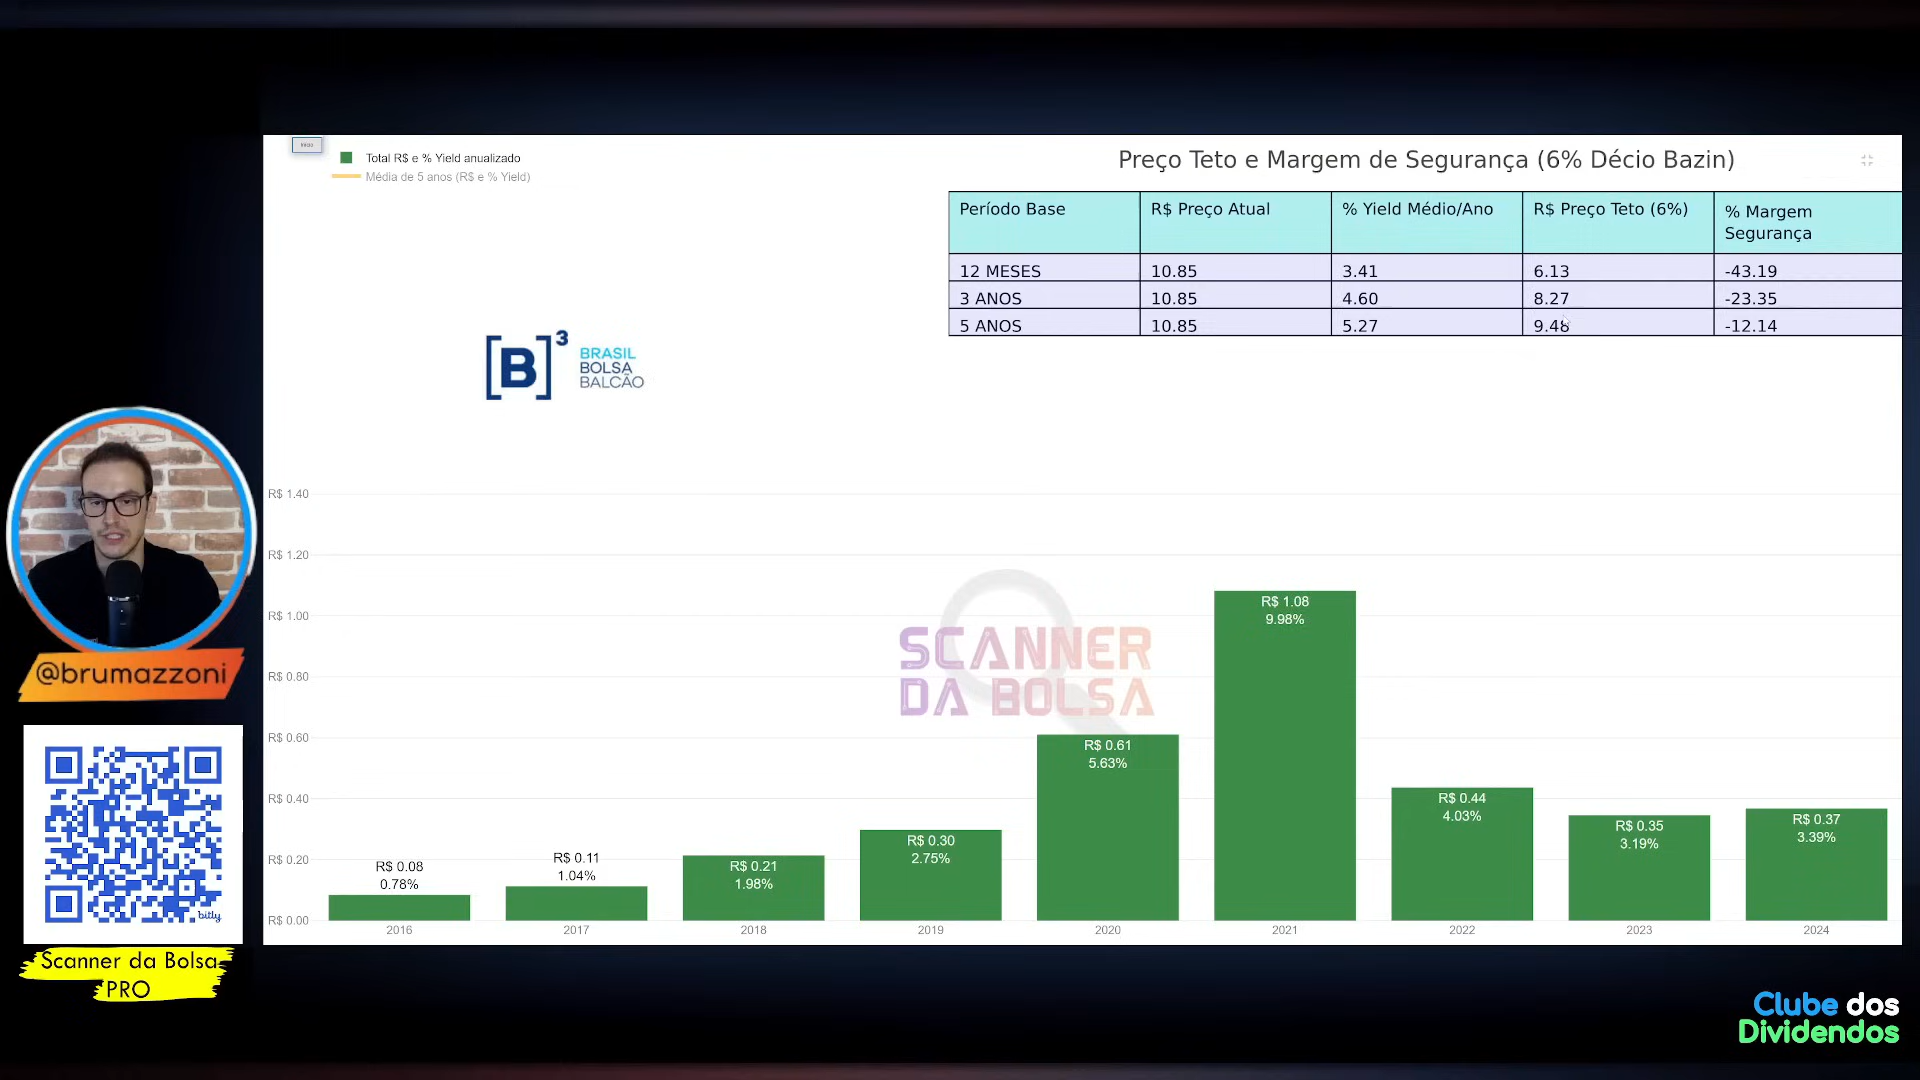 Início
Total R$ e % Yield anualizado
Média de 5 anos (R$ e % Yield)
Preço Teto e Margem de Segurança (6% Décio Bazin)
Período Base R$ Preço Atual % Yield Médio/Ano R$ Preço Teto (6%) % Margem Segurança
12 MESES 10.85 3.41 6.13 -43.19
3 ANOS 10.85 4.60 8.27 -23.35
5 ANOS 10.85 5.27 9.48 -12.14
[B]³
BRASIL
BOLSA
BALCÃO
R$ 1.40
R$ 1.20
R$ 1.00
R$ 0.80
R$ 0.60
R$ 0.40
R$ 0.20
R$ 0.00
SCANNER
DA BOLSA
R$ 0.08
0.78%
R$ 0.11
1.04%
R$ 0.21
1.98%
R$ 0.30
2.75%
R$ 0.61
5.63%
R$ 1.08
9.98%
R$ 0.44
4.03%
R$ 0.35
3.19%
R$ 0.37
3.39%
2016 2017 2018 2019 2020 2021 2022 2023 2024
@brumazzoni
bitly
Scanner da Bolsa
PRO
Clube dos
Dividendos